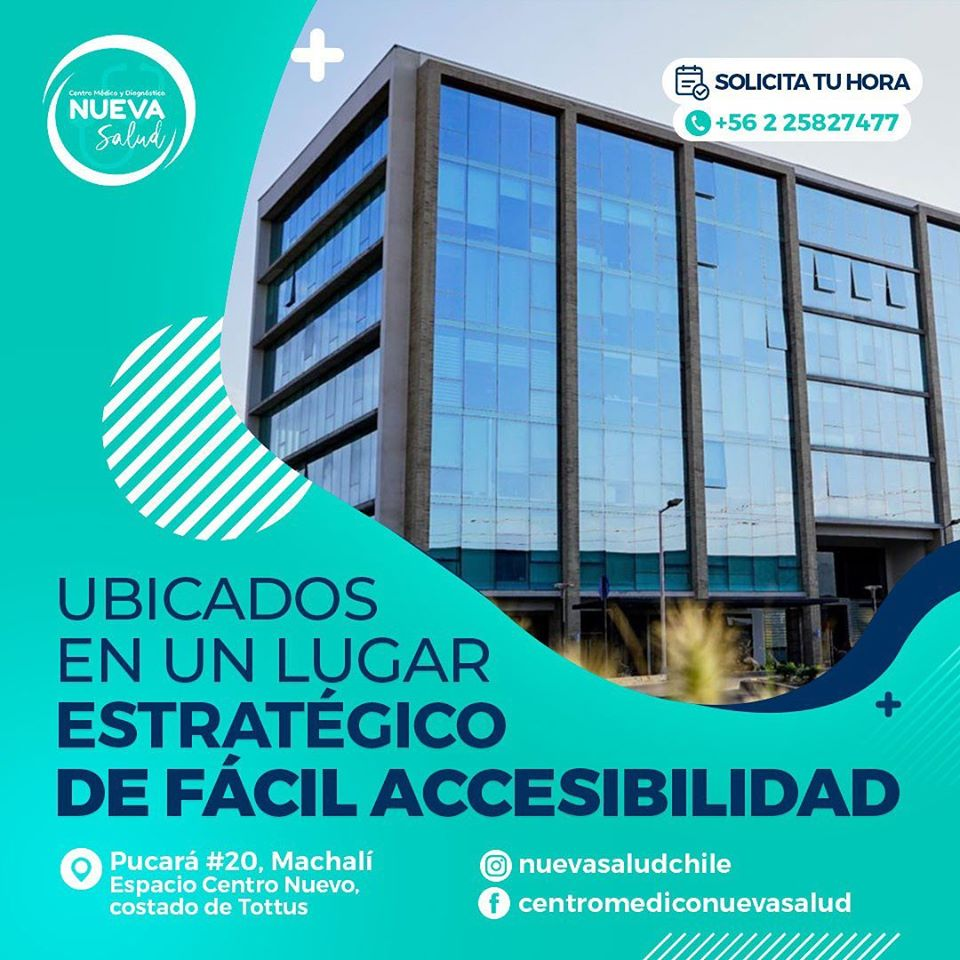 Centro Médico y Diagnóstico
NUEVA
Salud
SOLICITA TU HORA
+56 2 25827477
UBICADOS
EN UN LUGAR
ESTRATÉGICO
DE FÁCIL ACCESIBILIDAD
Pucará #20, Machalí
Espacio Centro Nuevo,
costado de Tottus
nuevasaludchile
centromediconuevasalud